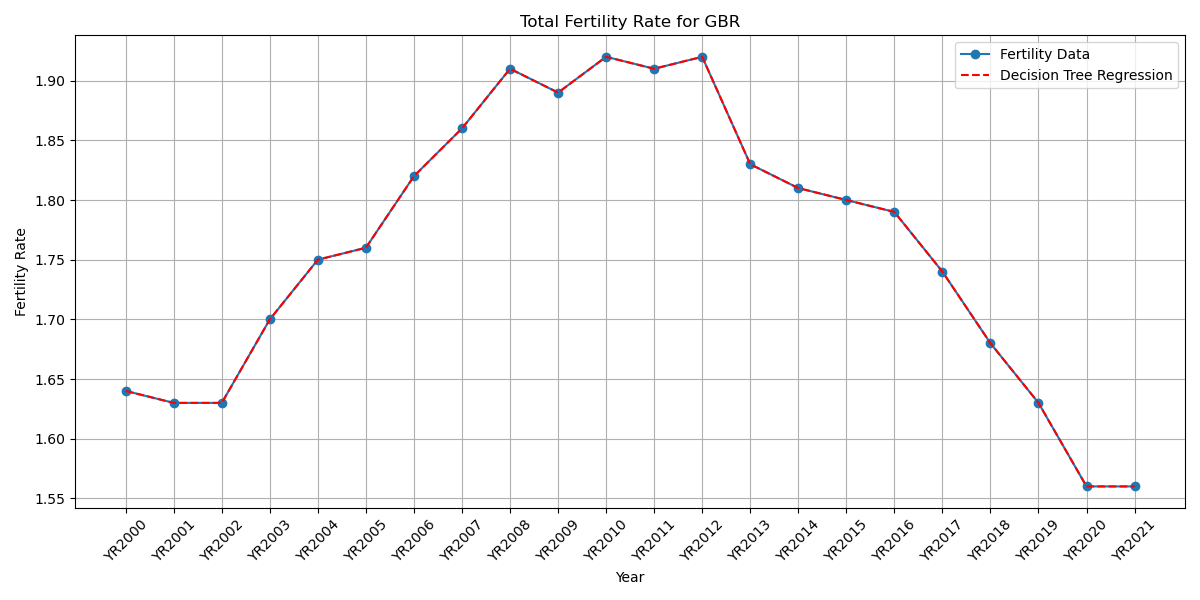 Total Fertility Rate for GBR
Fertility Data
Decision Tree Regression
Fertility Rate
1.90
1.85
1.80
1.75
1.70
1.65
1.60
1.55
YR2000
YR2001
YR2002
YR2003
YR2004
YR2005
YR2006
YR2007
YR2008
YR2009
YR2010
YR2011
YR2012
YR2013
YR2014
YR2015
YR2016
YR2017
YR2018
YR2019
YR2020
YR2021
Year